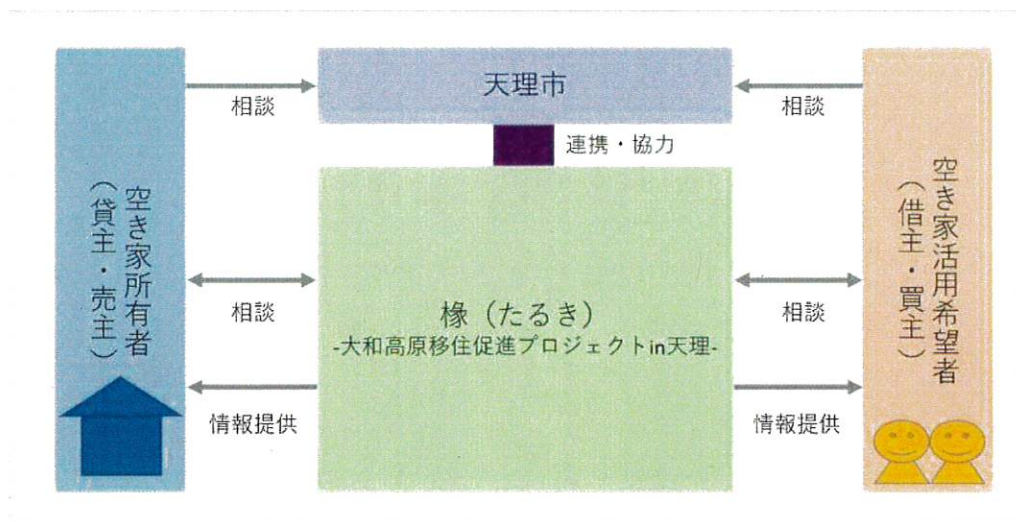 天理市
相談
相談
連携・協力
空き家所有者
（貸主・売主）
空き家活用希望者
（借主・買主）
相談
相談
椽（たるき）
-大和高原移住促進プロジェクトin天理-
情報提供
情報提供